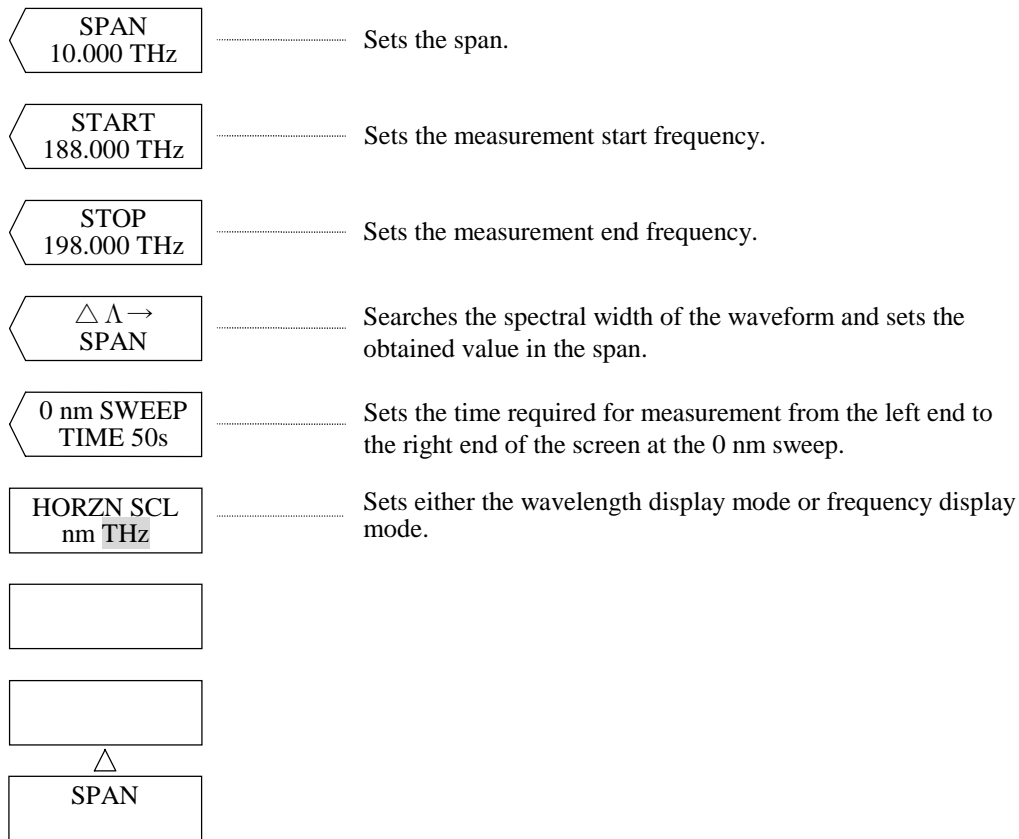 SPAN
10.000 THz
Sets the span.
START
188.000 THz
Sets the measurement start frequency.
STOP
198.000 THz
Sets the measurement end frequency.
△ Λ →
SPAN
Searches the spectral width of the waveform and sets the
obtained value in the span.
0 nm SWEEP
TIME 50s
Sets the time required for measurement from the left end to
the right end of the screen at the 0 nm sweep.
HORZN SCL
nm THz
Sets either the wavelength display mode or frequency display
mode.
△
SPAN